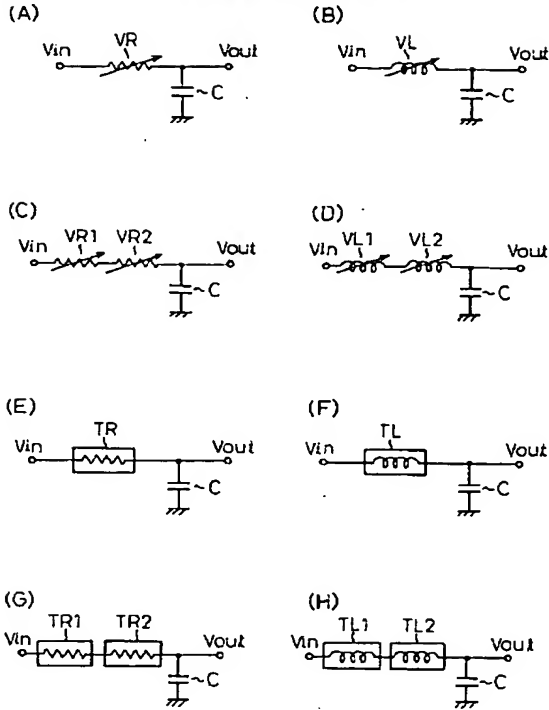 (A)
Vin VR Vout
~C
(B)
Vin VL Vout
~C
(C)
Vin VR1 VR2 Vout
~C
(D)
Vin VL1 VL2 Vout
~C
(E)
Vin TR Vout
~C
(F)
Vin TL Vout
~C
(G)
Vin TR1 TR2 Vout
~C
(H)
Vin TL1 TL2 Vout
~C